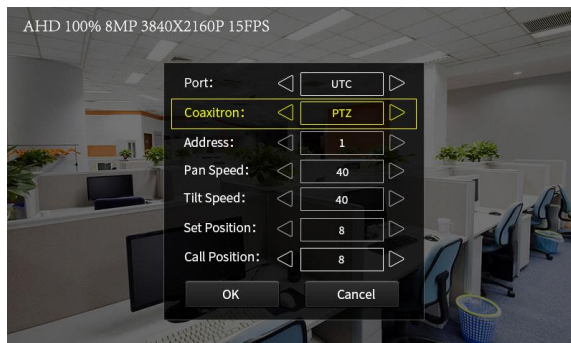 AHD 100% 8MP 3840X2160P 15FPS
Port: UTC
Coaxitron: PTZ
Address: 1
Pan Speed: 40
Tilt Speed: 40
Set Position: 8
Call Position: 8
OK Cancel